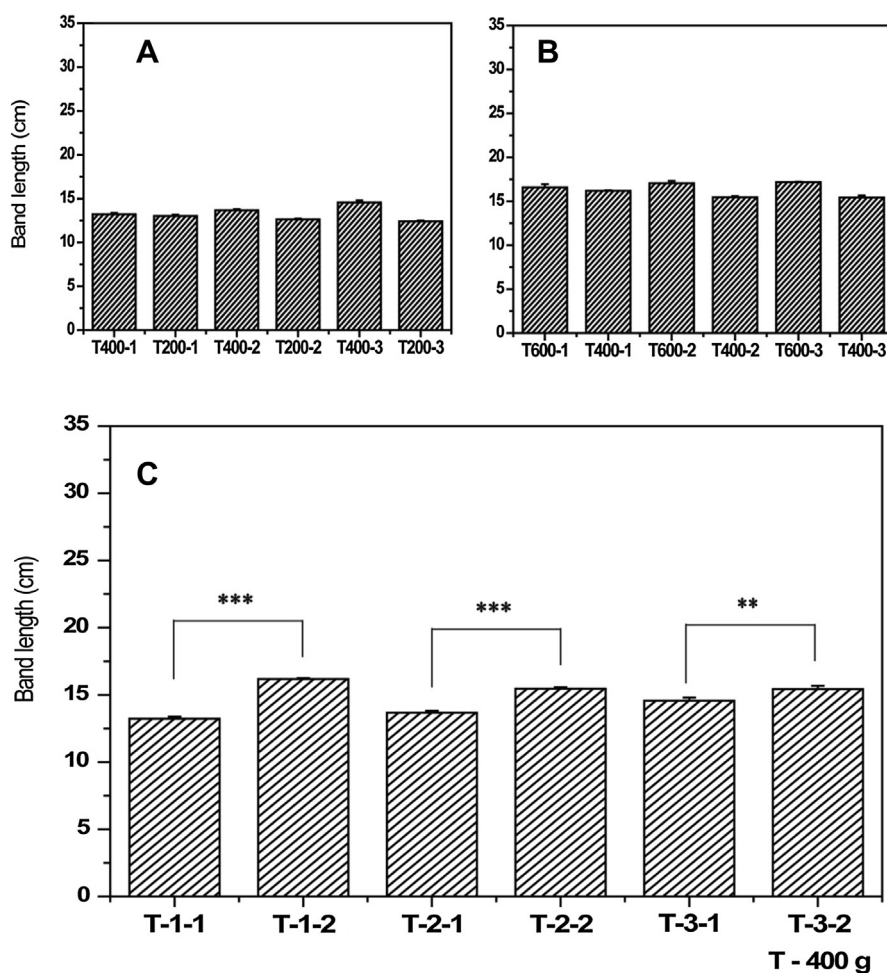 A
Band length (cm)
35
30
25
20
15
10
5
0
T400-1 T200-1 T400-2 T200-2 T400-3 T200-3
B
35
30
25
20
15
10
5
0
T600-1 T400-1 T600-2 T400-2 T600-3 T400-3
C
Band length (cm)
35
30
25
20
15
10
5
0
*** *** **
T-1-1 T-1-2 T-2-1 T-2-2 T-3-1 T-3-2
T - 400 g